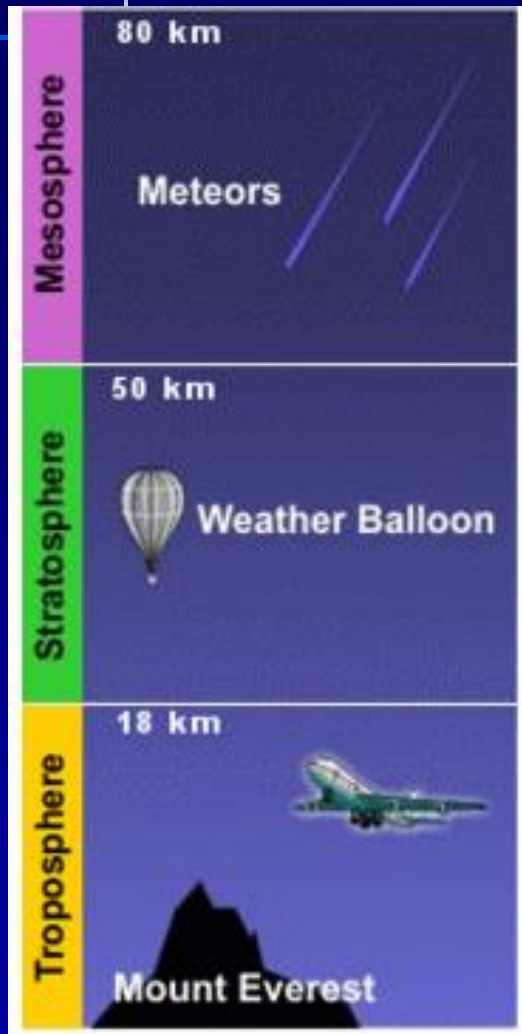 Mesosphere
80 km
Meteors
Stratosphere
50 km
Weather Balloon
Troposphere
18 km
Mount Everest